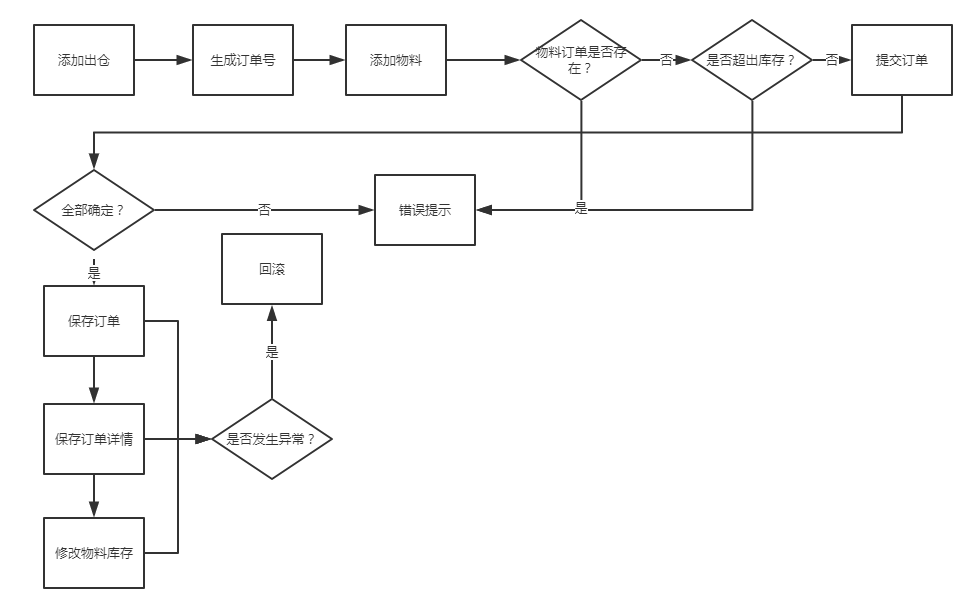 添加出仓
生成订单号
添加物料
物料订单是否存
在？
否
是否超出库存？
否
提交订单
全部确定？
否
错误提示
是
回滚
是
保存订单
是
保存订单详情
是否发生异常？
修改物料库存